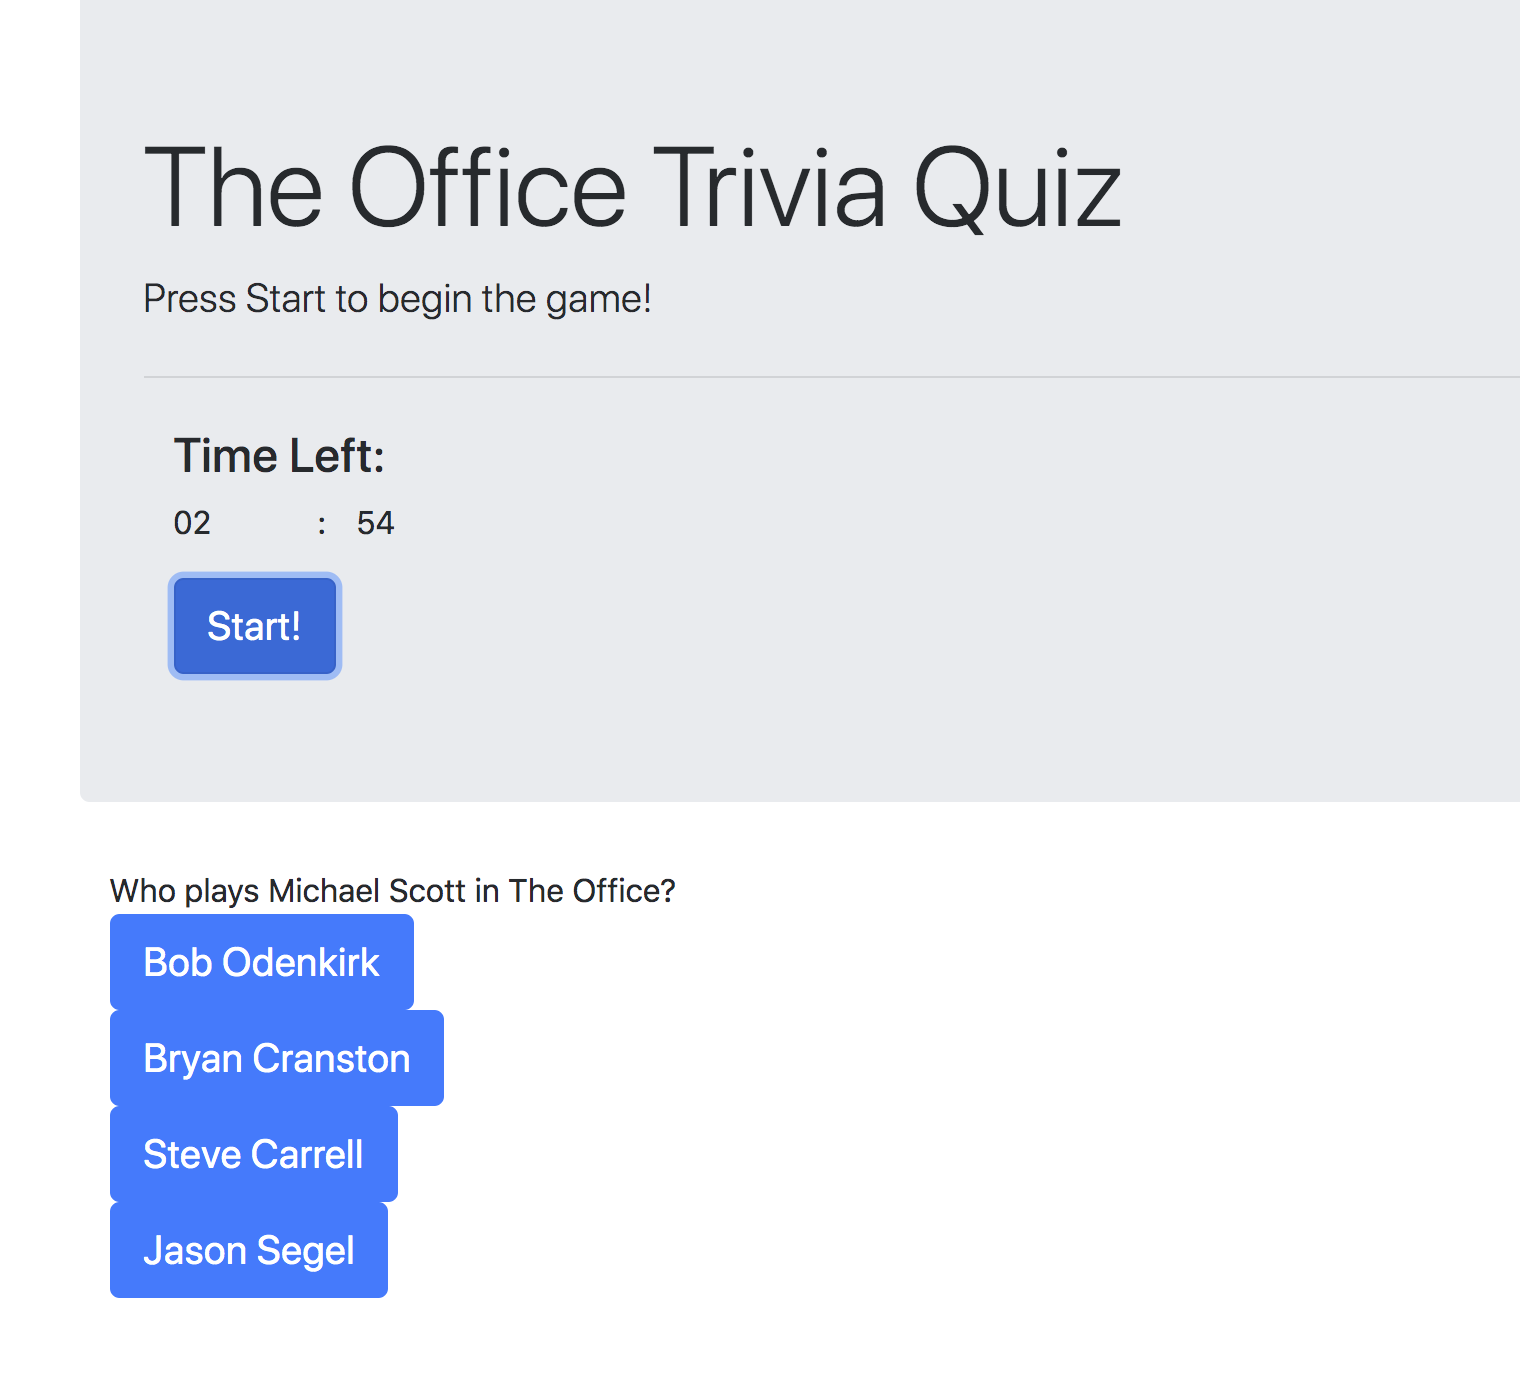 The Office Trivia Quiz
Press Start to begin the game!
Time Left:
02 : 54
Start!
Who plays Michael Scott in The Office?
Bob Odenkirk
Bryan Cranston
Steve Carrell
Jason Segel